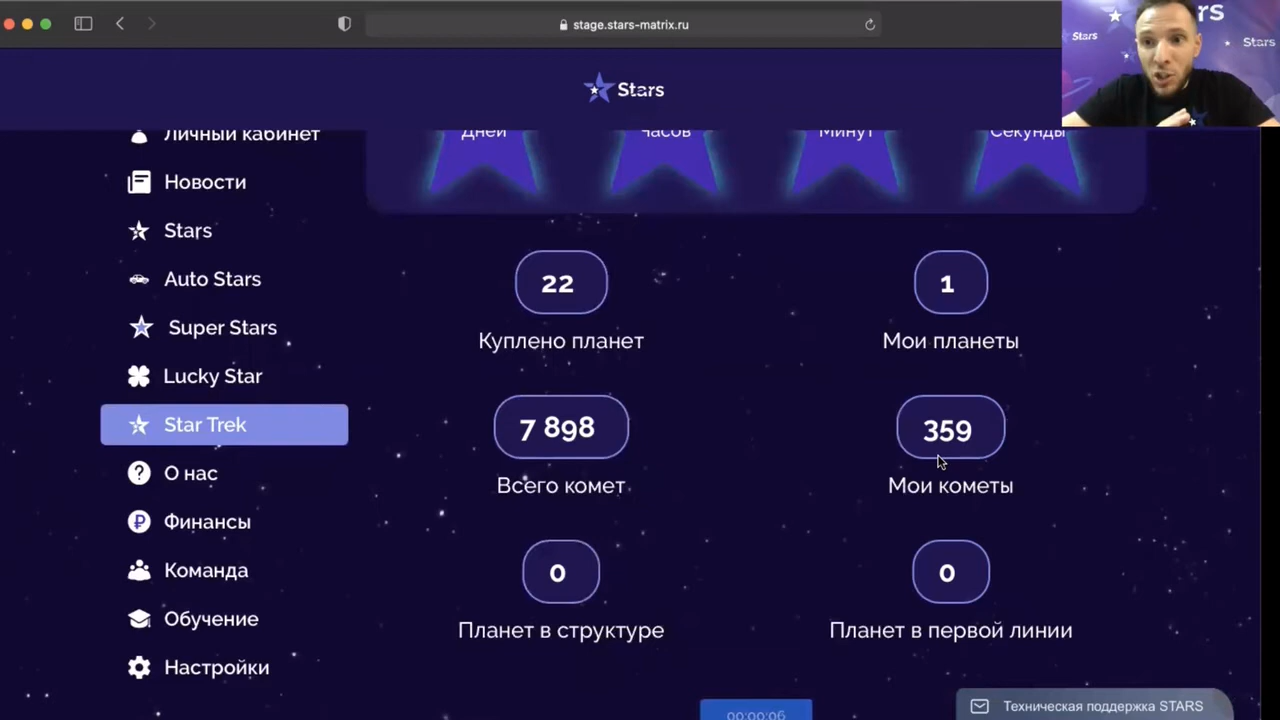 stage.stars-matrix.ru
Stars
Stars
Stars
Личный кабинет
Новости
Stars
Auto Stars
Super Stars
Lucky Star
Star Trek
О нас
Финансы
Команда
Обучение
Настройки
Дней
Часов
Минут
Секунды
22
Куплено планет
1
Мои планеты
7 898
Всего комет
359
Мои кометы
0
Планет в структуре
0
Планет в первой линии
00:00:06
Техническая поддержка STARS